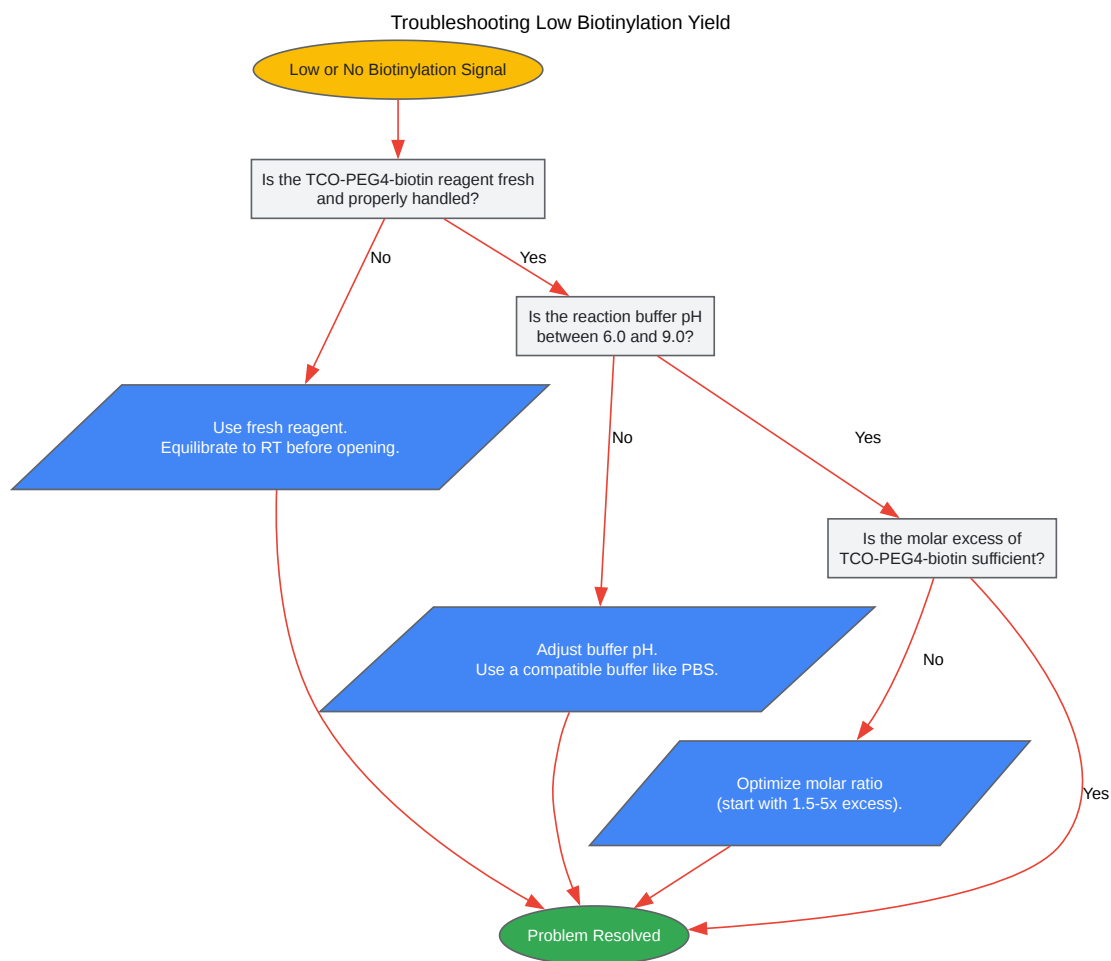 Troubleshooting Low Biotinylation Yield
Low or No Biotinylation Signal
Is the TCO-PEG4-biotin reagent fresh
and properly handled?
No
Yes
Is the reaction buffer pH
between 6.0 and 9.0?
Use fresh reagent.
Equilibrate to RT before opening.
No
Yes
Is the molar excess of
TCO-PEG4-biotin sufficient?
Adjust buffer pH.
Use a compatible buffer like PBS.
No
Optimize molar ratio
(start with 1.5-5x excess).
Yes
Problem Resolved